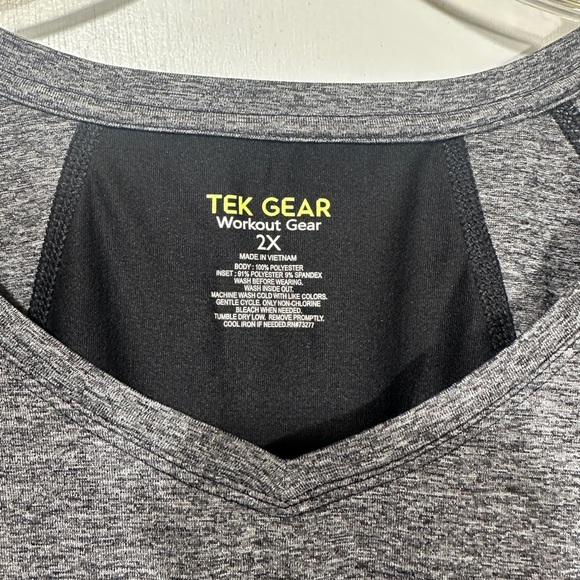 TEK GEAR
Workout Gear
2X
MADE IN VIETNAM
BODY : 100% POLYESTER
INSET : 91% POLYESTER 9% SPANDEX
WASH BEFORE WEARING.
WASH INSIDE OUT.
MACHINE WASH COLD WITH LIKE COLORS.
GENTLE CYCLE. ONLY NON-CHLORINE
BLEACH WHEN NEEDED.
TUMBLE DRY LOW. REMOVE PROMPTLY.
COOL IRON IF NEEDED.RN#73277